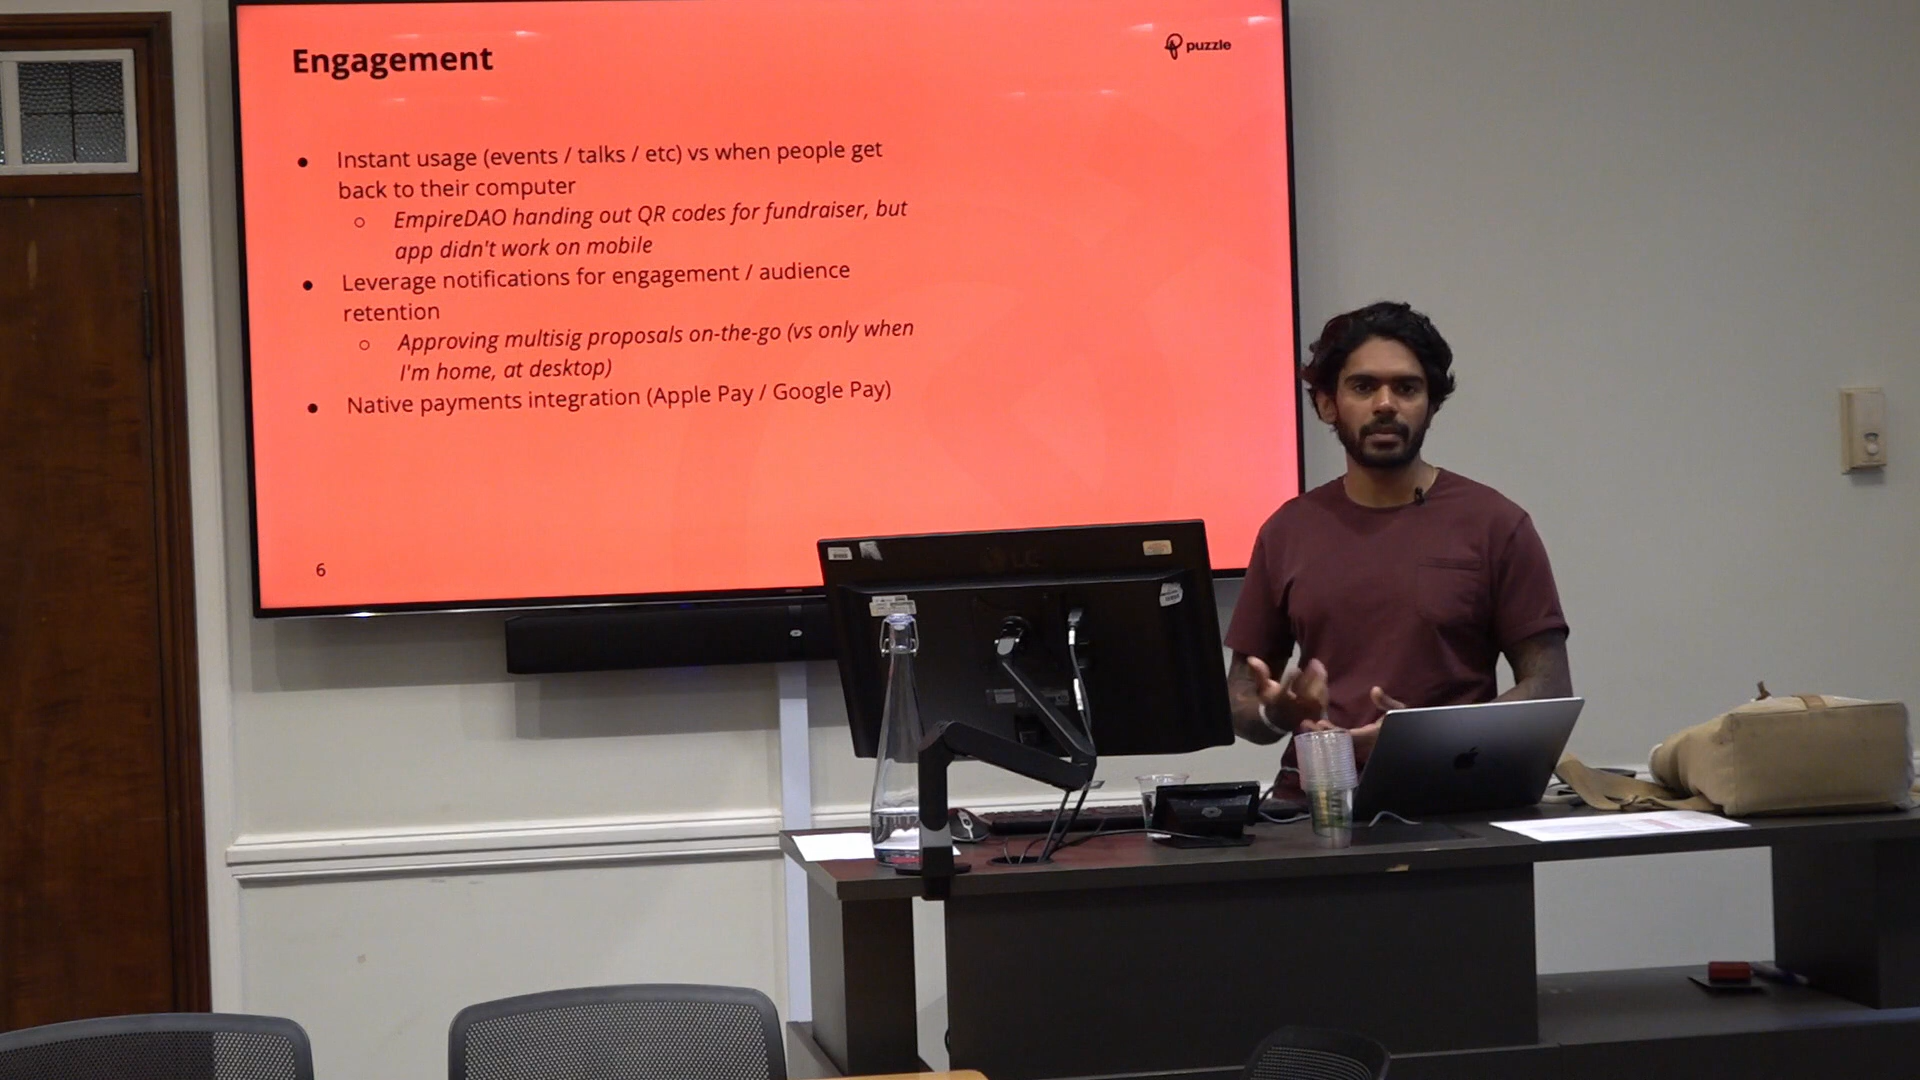 Engagement
puzzle
● Instant usage (events / talks / etc) vs when people get
back to their computer
○ EmpireDAO handing out QR codes for fundraiser, but
app didn't work on mobile
● Leverage notifications for engagement / audience
retention
○ Approving multisig proposals on-the-go (vs only when
I'm home, at desktop)
● Native payments integration (Apple Pay / Google Pay)
6